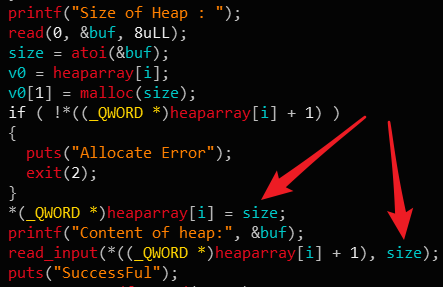 printf("Size of Heap : ");
read(0, &buf, 8uLL);
size = atoi(&buf);
v0 = heaparray[i];
v0[1] = malloc(size);
if ( !*((_QWORD *)heaparray[i] + 1) )
{
puts("Allocate Error");
exit(2);
}
*(_QWORD *)heaparray[i] = size;
printf("Content of heap:", &buf);
read_input(*((_QWORD *)heaparray[i] + 1), size);
puts("SuccessFul");